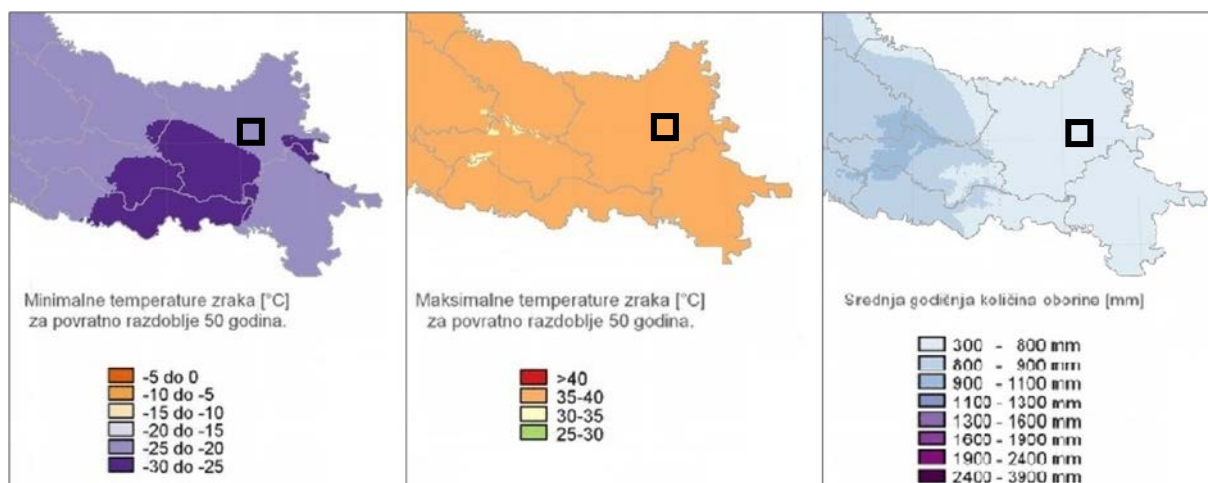 Minimalne temperature zraka [°C]
za povratno razdoblje 50 godina.
-5 do 0
-10 do -5
-15 do -10
-20 do -15
-25 do -20
-30 do -25
Maksimalne temperature zraka [°C]
za povratno razdoblje 50 godina.
>40
35-40
30-35
25-30
Srednja godičnja količina oborine [mm]
300 - 800 mm
800 - 900 mm
900 - 1100 mm
1100 - 1300 mm
1300 - 1600 mm
1600 - 1900 mm
1900 - 2400 mm
2400 - 3900 mm